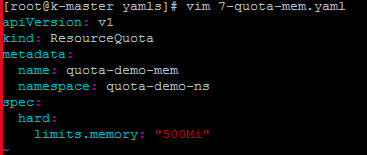 [root@k-master yamls]# vim 7-quota-mem.yaml
apiVersion: v1
kind: ResourceQuota
metadata:
  name: quota-demo-mem
  namespace: quota-demo-ns
spec:
  hard:
    limits.memory: "500Mi"
~